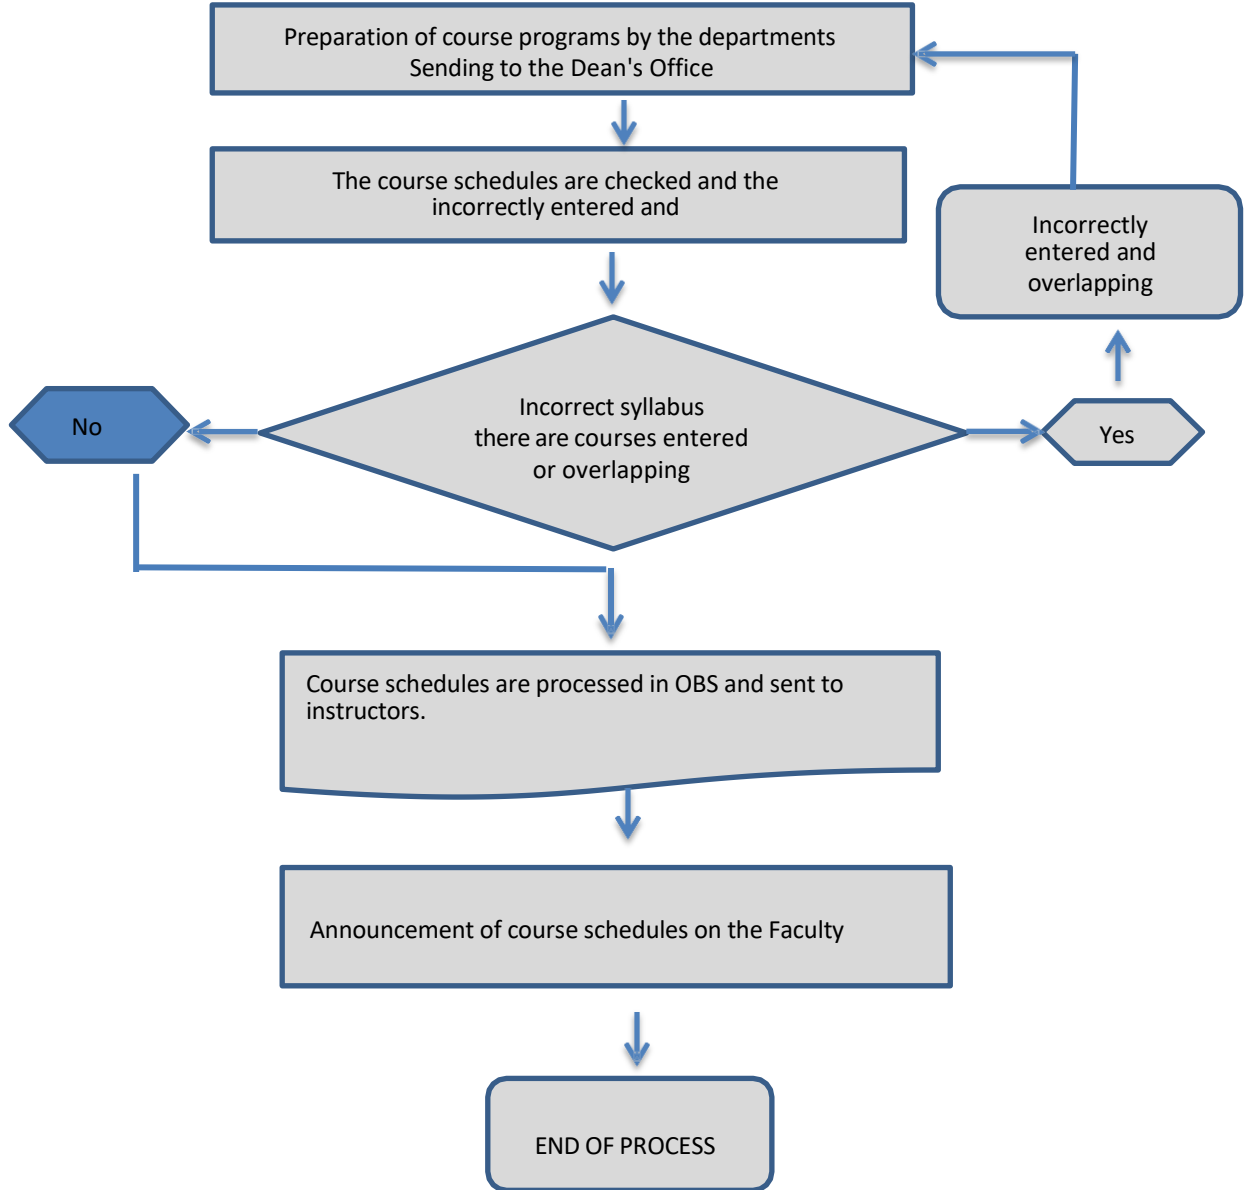 Preparation of course programs by the departments
Sending to the Dean's Office
The course schedules are checked and the
incorrectly entered and
Incorrectly
entered and
overlapping
No
Incorrect syllabus
there are courses entered
or overlapping
Yes
Course schedules are processed in OBS and sent to
instructors.
Announcement of course schedules on the Faculty
END OF PROCESS